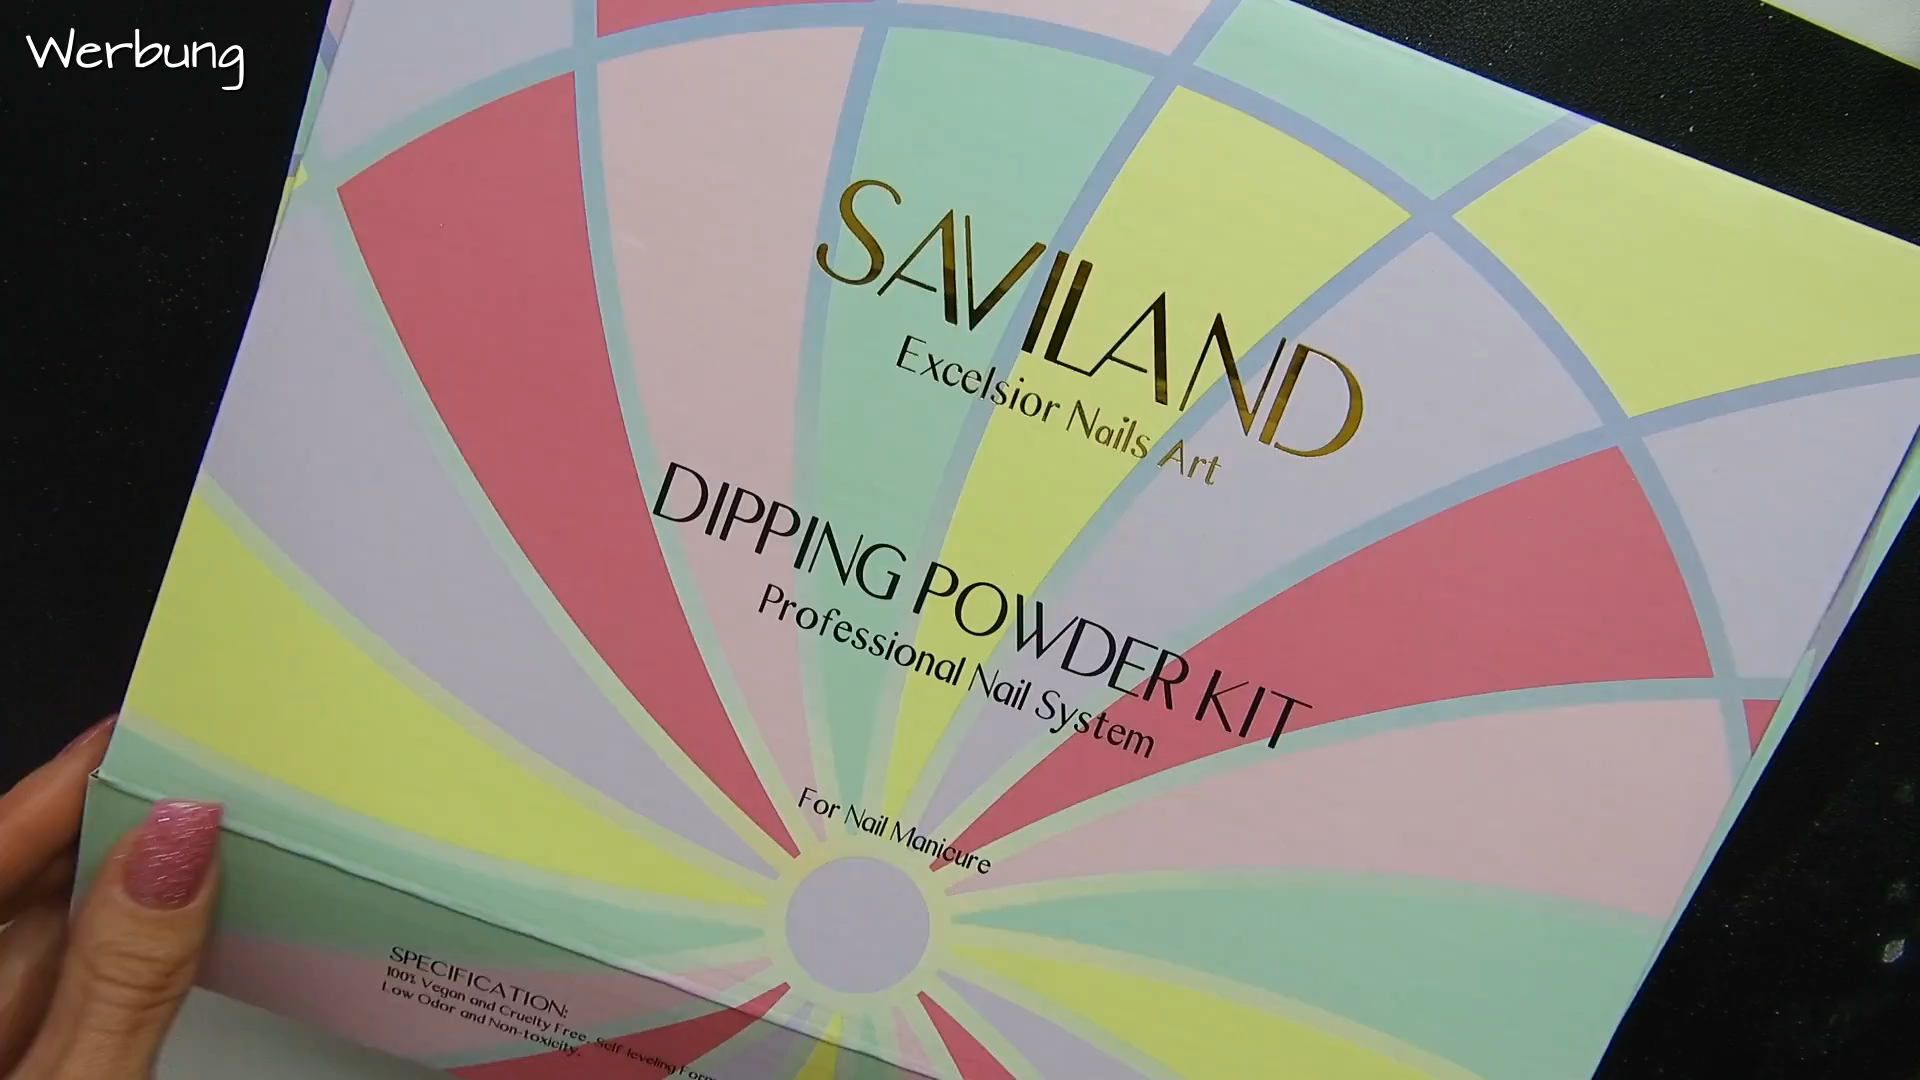 Werbung
SAVILAND
Excelsior Nails Art
DIPPING POWDER KIT
Professional Nail System
For Nail Manicure
SPECIFICATION:
100% Vegan and Cruelty Free, Self-leveling
Low Odor and Non-toxicity.